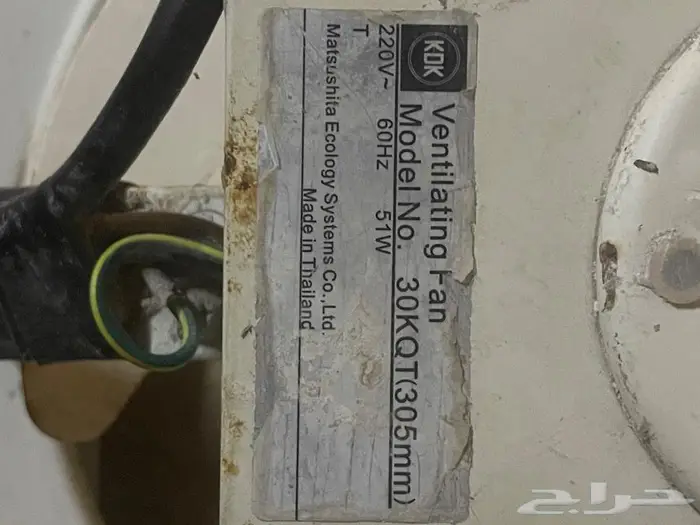 KDK
Ventilating Fan
Model No. 30KQT(305mm)
220V~ 60Hz 51W
T
Matsushita Ecology Systems Co.,Ltd.
Made in Thailand
حراج